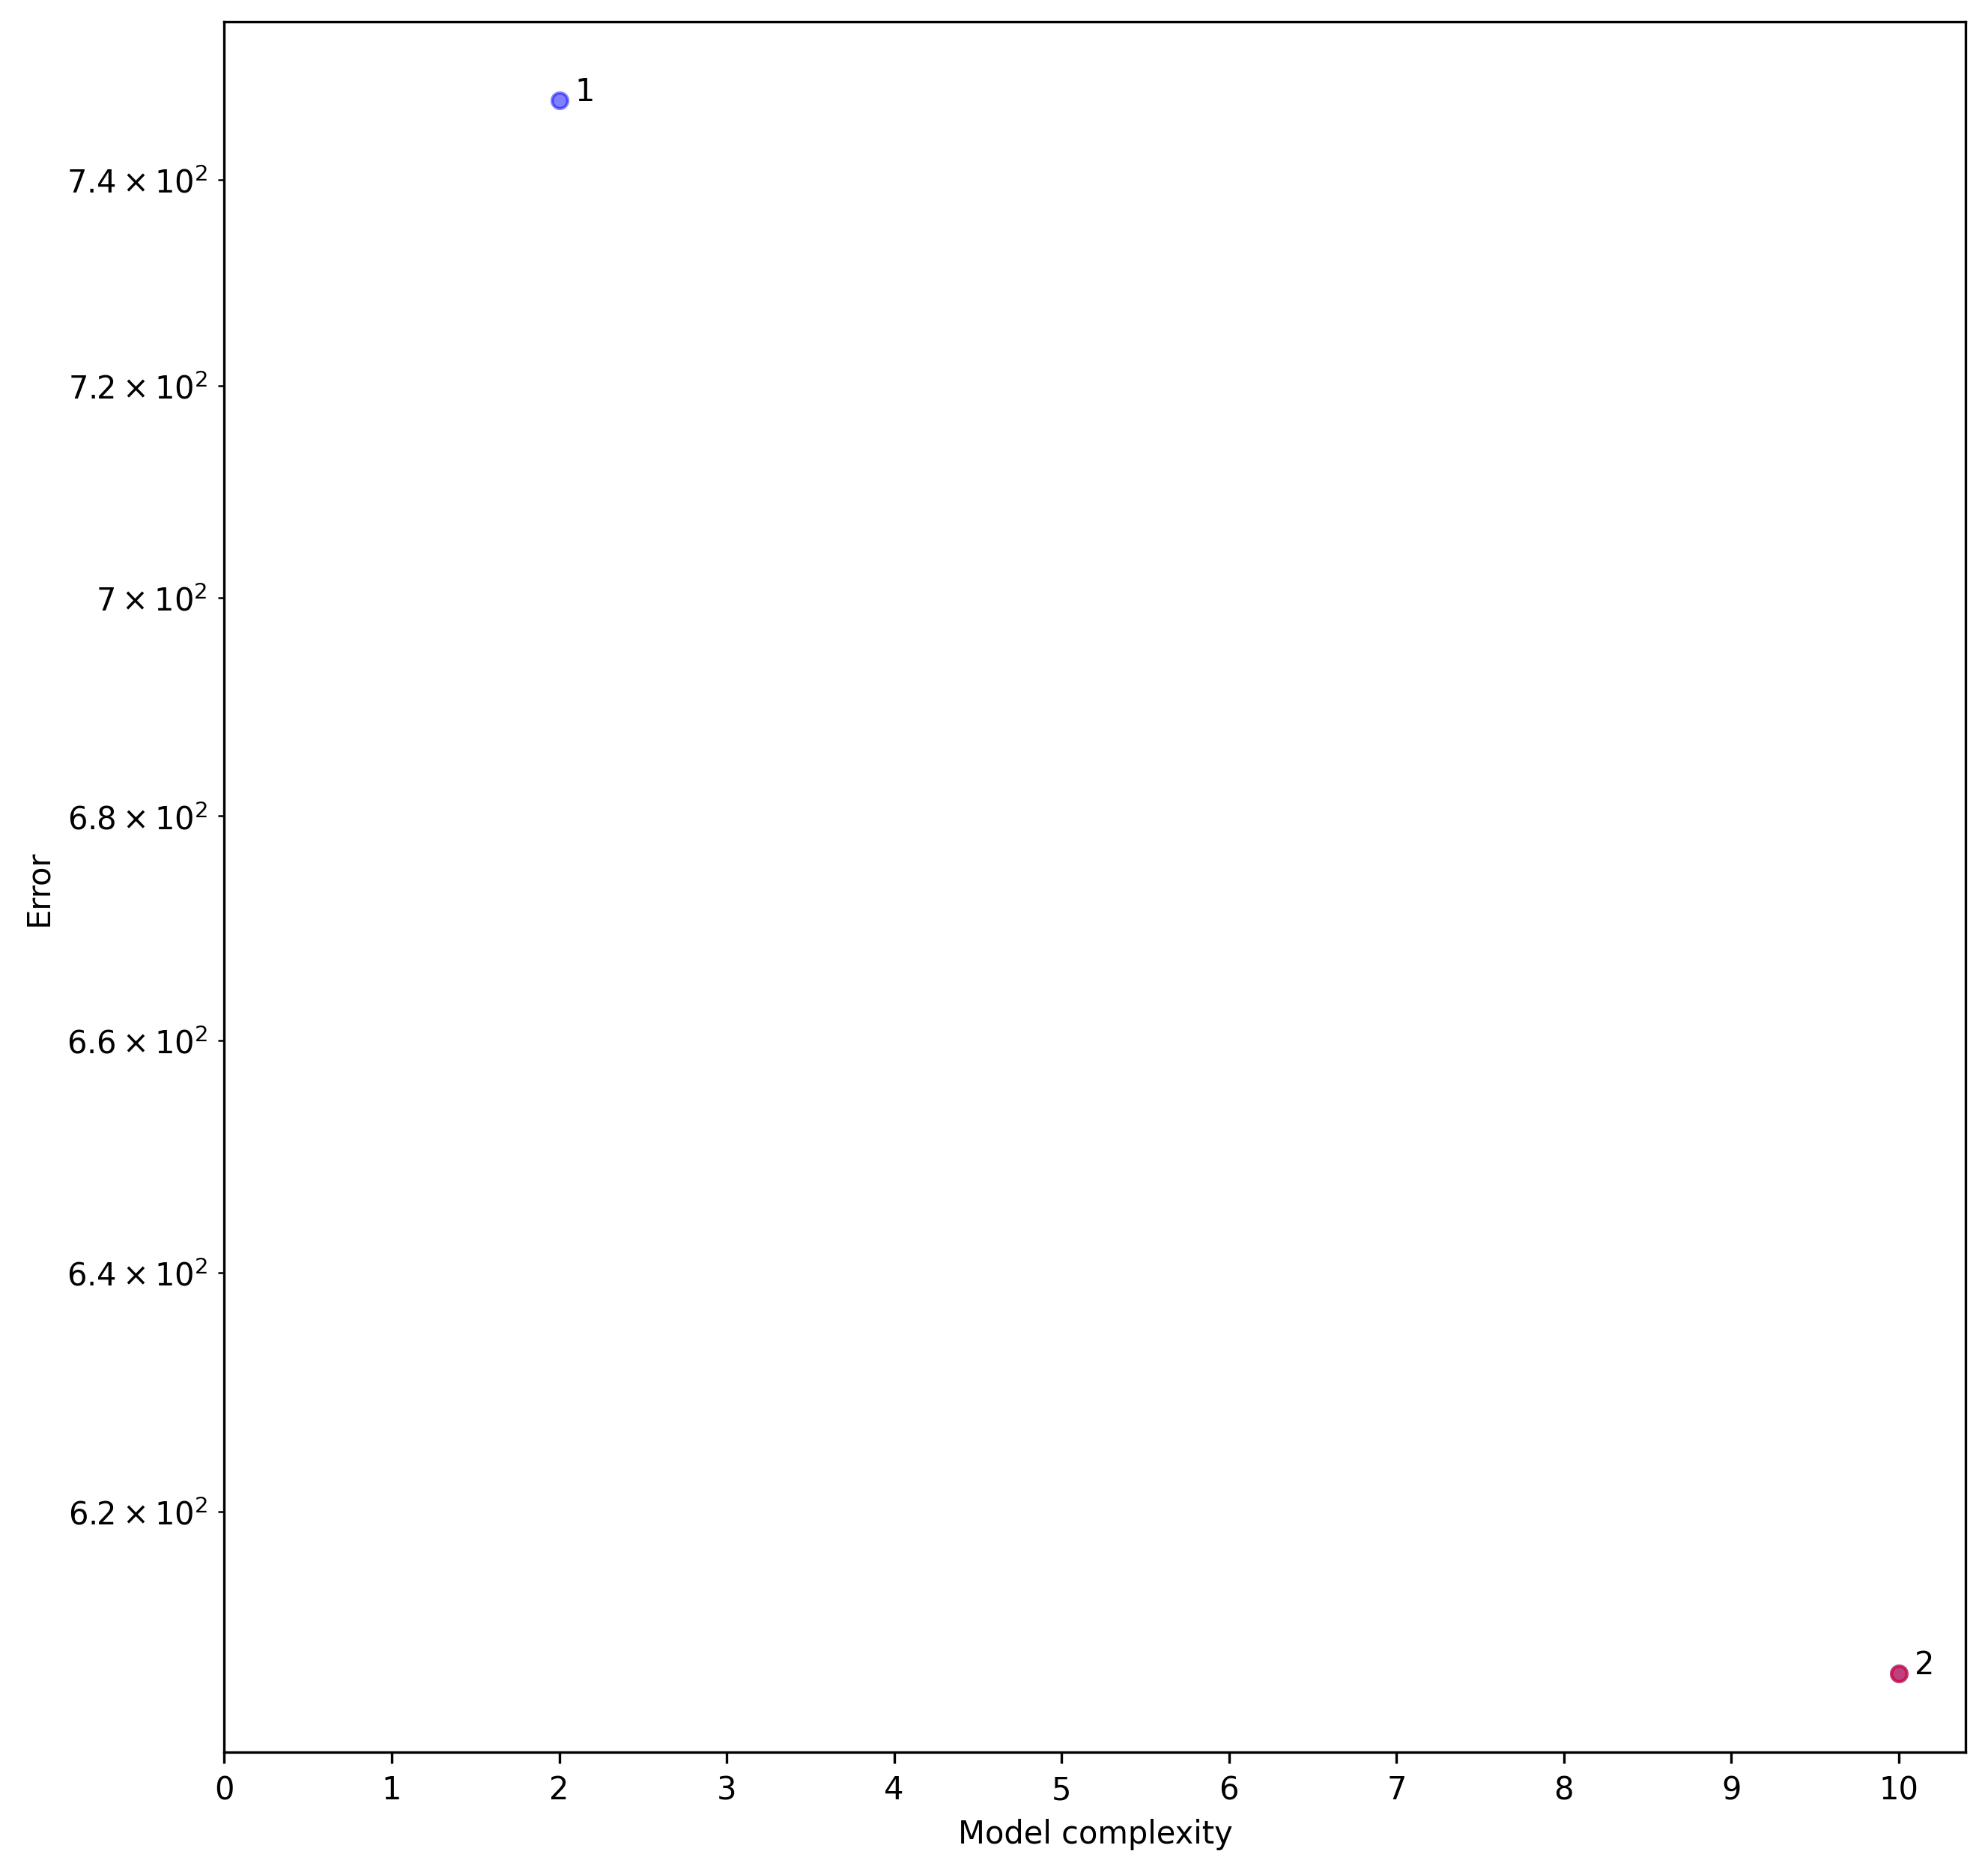 1
7.4 × 10²
7.2 × 10²
7 × 10²
6.8 × 10²
6.6 × 10²
6.4 × 10²
6.2 × 10²
Error
2
0 1 2 3 4 5 6 7 8 9 10
Model complexity